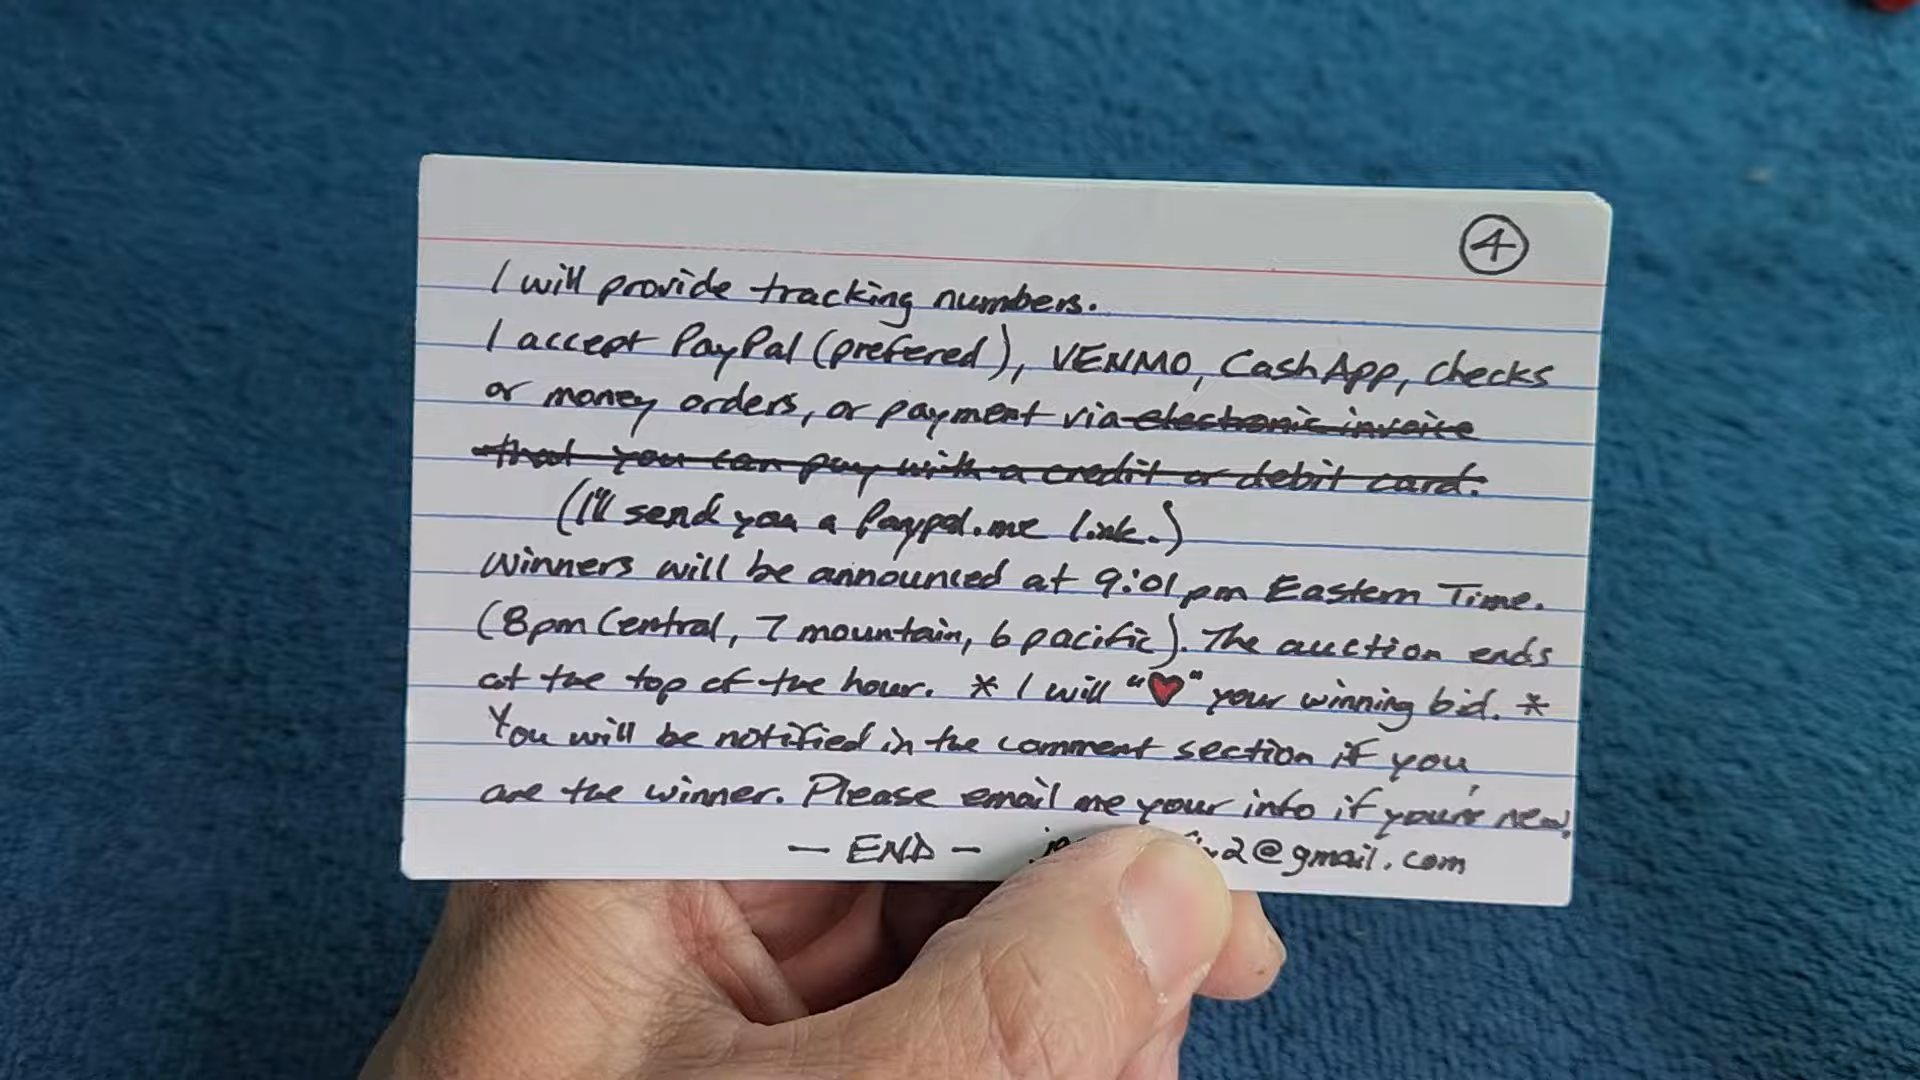 4
I will provide tracking numbers.
I accept PayPal (prefered), VENMO, CashApp, checks
or money orders, or payment via electronic invoice
that you can pay with a credit or debit card.
(I'll send you a Paypal.me link.)
Winners will be announced at 9:01 pm Eastern Time.
(8pm Central, 7 mountain, 6 pacific). The auction ends
at the top of the hour. * I will "♥" your winning bid. *
You will be notified in the comment section if you
are the winner. Please email me your info if you're new.
— END — 2@gmail.com